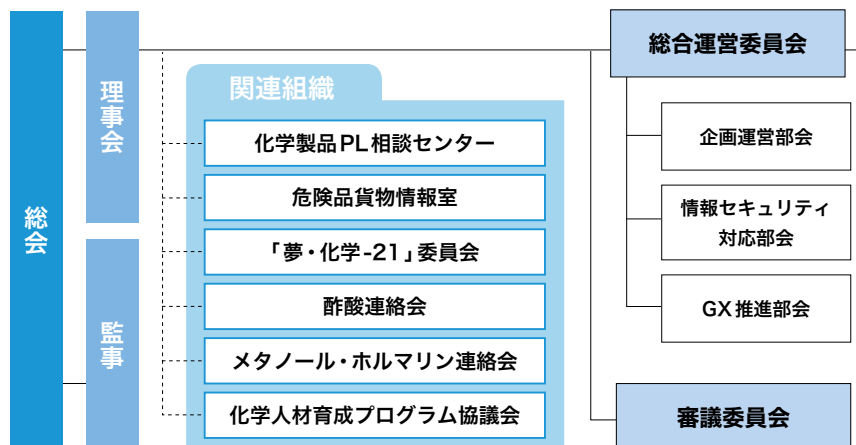 総会
理事会
監事
関連組織
化学製品PL相談センター
危険品貨物情報室
「夢・化学-21」委員会
酢酸連絡会
メタノール・ホルマリン連絡会
化学人材育成プログラム協議会
総合運営委員会
企画運営部会
情報セキュリティ
対応部会
GX推進部会
審議委員会